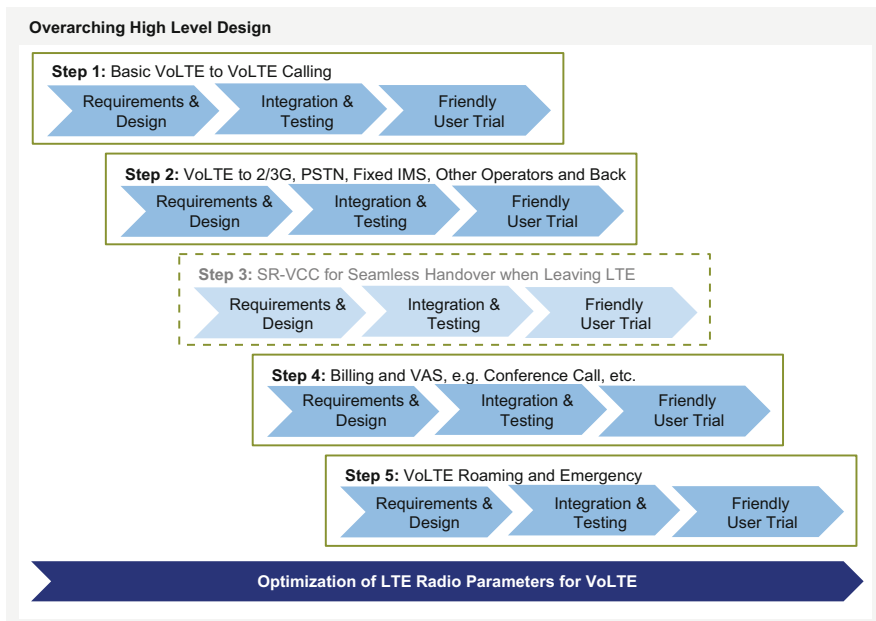 Overarching High Level Design
Step 1: Basic VoLTE to VoLTE Calling
Requirements &
Design
Integration &
Testing
Friendly
User Trial
Step 2: VoLTE to 2/3G, PSTN, Fixed IMS, Other Operators and Back
Requirements &
Design
Integration &
Testing
Friendly
User Trial
Step 3: SR-VCC for Seamless Handover when Leaving LTE
Requirements &
Design
Integration &
Testing
Friendly
User Trial
Step 4: Billing and VAS, e.g. Conference Call, etc.
Requirements &
Design
Integration &
Testing
Friendly
User Trial
Step 5: VoLTE Roaming and Emergency
Requirements &
Design
Integration &
Testing
Friendly
User Trial
Optimization of LTE Radio Parameters for VoLTE